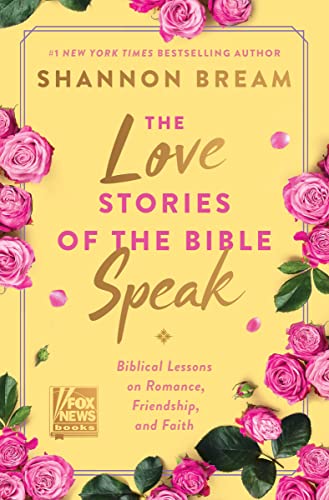 #1 NEW YORK TIMES BESTSELLING AUTHOR
SHANNON BREAM
THE
Love
STORIES
OF THE BIBLE
Speak
Biblical Lessons
on Romance,
Friendship,
and Faith
FOX
NEWS
books